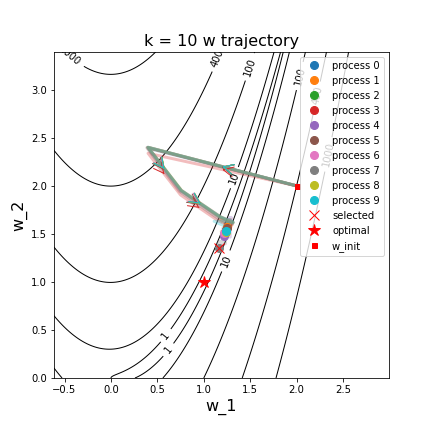 k = 10 w trajectory
w_2
3.0
2.5
2.0
1.5
1.0
0.5
0.0
-0.5
0.0
0.5
1.0
1.5
2.0
2.5
w_1
400
100
100
1000
10
10
1
1
process 0
process 1
process 2
process 3
process 4
process 5
process 6
process 7
process 8
process 9
selected
optimal
w_init